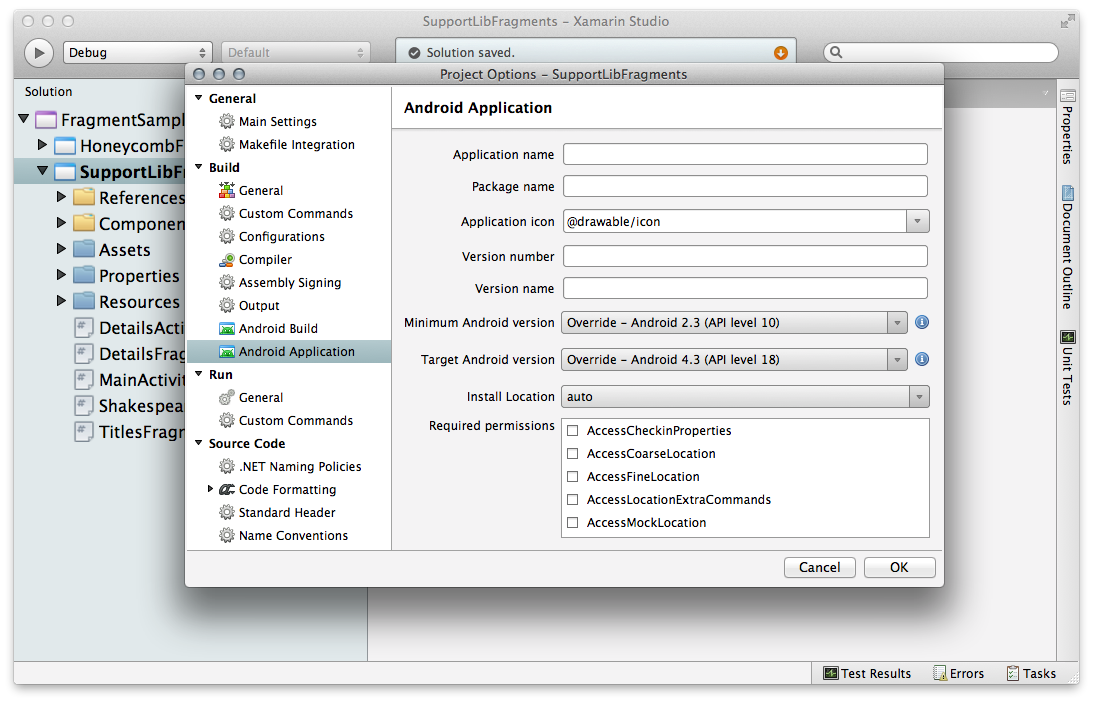 SupportLibFragments – Xamarin Studio
Debug
Default
Solution saved.
Project Options – SupportLibFragments
Solution
FragmentSampl
HoneycombF
SupportLibFr
References
Componen
Assets
Properties
Resources
DetailsActi
DetailsFrag
MainActivit
Shakespear
TitlesFragr
General
Main Settings
Makefile Integration
Build
General
Custom Commands
Configurations
Compiler
Assembly Signing
Output
Android Build
Android Application
Run
General
Custom Commands
Source Code
.NET Naming Policies
Code Formatting
Standard Header
Name Conventions
Android Application
Application name
Package name
Application icon @drawable/icon
Version number
Version name
Minimum Android version Override – Android 2.3 (API level 10)
Target Android version Override – Android 4.3 (API level 18)
Install Location auto
Required permissions
AccessCheckinProperties
AccessCoarseLocation
AccessFineLocation
AccessLocationExtraCommands
AccessMockLocation
Cancel OK
Properties
Document Outline
Unit Tests
Test Results Errors Tasks